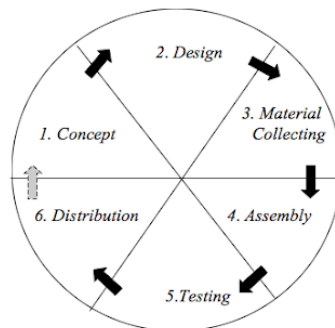 2. Design
1. Concept
3. Material
Collecting
6. Distribution
4. Assembly
5.Testing